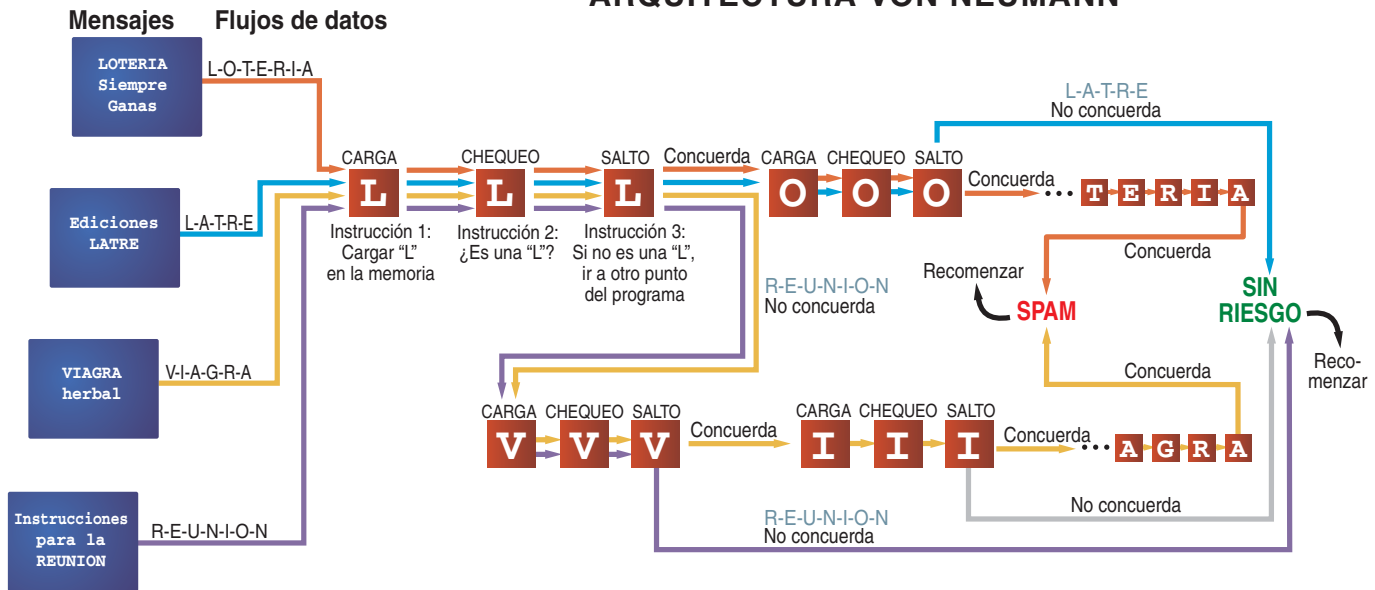 ARQUITECTURA VON NEUMANN
Mensajes
Flujos de datos
LOTERIA
Siempre
Ganas
L-O-T-E-R-I-A
Ediciones
LATRE
L-A-T-R-E
VIAGRA
herbal
V-I-A-G-R-A
Instrucciones
para la
REUNION
R-E-U-N-I-O-N
CARGA
L
Instrucción 1:
Cargar “L”
en la memoria
CHEQUEO
L
Instrucción 2:
¿Es una “L”?
SALTO
L
Instrucción 3:
Si no es una “L”,
ir a otro punto
del programa
Concuerda
CARGA CHEQUEO SALTO
O O O
L-A-T-R-E
No concuerda
Concuerda
••• T E R I A
Concuerda
R-E-U-N-I-O-N
No concuerda
Recomenzar
SPAM
SIN
RIESGO
Reco-
menzar
Concuerda
CARGA CHEQUEO SALTO
V V V
Concuerda
CARGA CHEQUEO SALTO
I I I
Concuerda
••• A G R A
No concuerda
R-E-U-N-I-O-N
No concuerda